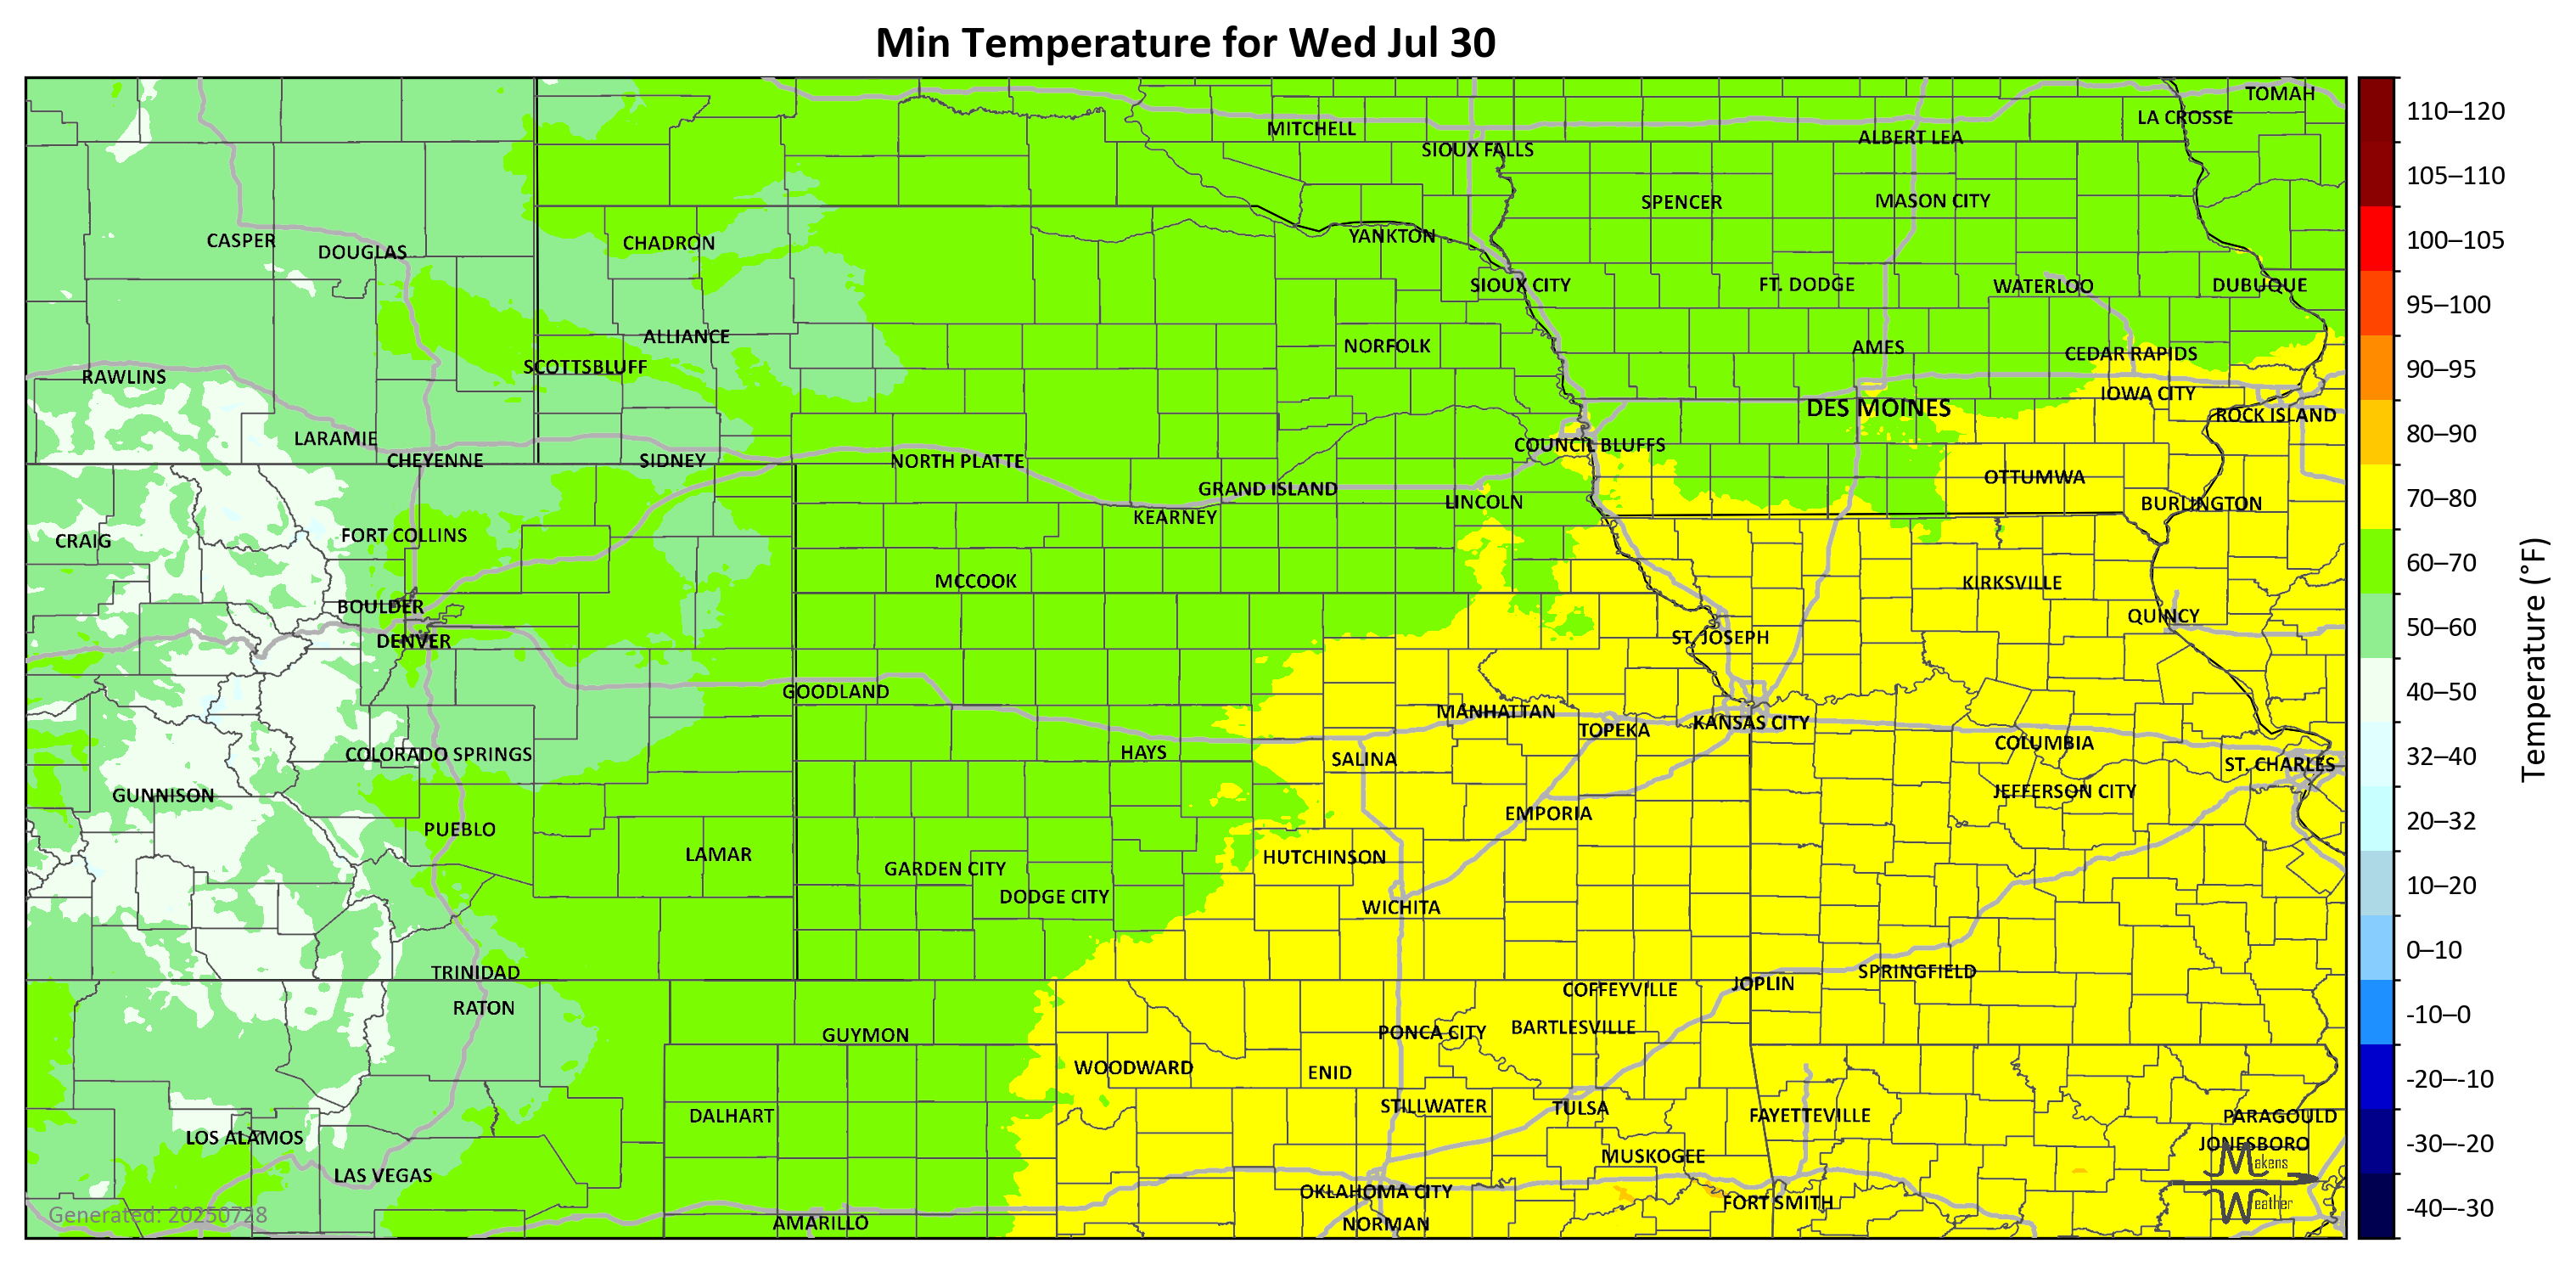 Min Temperature for Wed Jul 30
TOMAH
LA CROSSE
MITCHELL
ALBERT LEA
SIOUX FALLS
SPENCER
MASON CITY
CASPER
DOUGLAS
CHADRON
YANKTON
SIOUX CITY
FT. DODGE
WATERLOO
DUBUQUE
ALLIANCE
NORFOLK
AMES
CEDAR RAPIDS
SCOTTSBLUFF
RAWLINS
IOWA CITY
DES MOINES
ROCK ISLAND
LARAMIE
COUNCIL BLUFFS
CHEYENNE
SIDNEY
NORTH PLATTE
OTTUMWA
GRAND ISLAND
LINCOLN
BURLINGTON
KEARNEY
FORT COLLINS
CRAIG
MCCOOK
KIRKSVILLE
BOULDER
QUINCY
DENVER
ST. JOSEPH
GOODLAND
MANHATTAN
KANSAS CITY
TOPEKA
COLUMBIA
COLORADO SPRINGS
HAYS
SALINA
ST. CHARLES
JEFFERSON CITY
GUNNISON
EMPORIA
PUEBLO
LAMAR
HUTCHINSON
GARDEN CITY
DODGE CITY
WICHITA
TRINIDAD
SPRINGFIELD
JOPLIN
COFFEYVILLE
RATON
BARTLESVILLE
PONCA CITY
GUYMON
WOODWARD
ENID
STILLWATER
TULSA
DALHART
FAYETTEVILLE
PARAGOULD
LOS ALAMOS
JONESBORO
MUSKOGEE
LAS VEGAS
OKLAHOMA CITY
FORT SMITH
AMARILLO
NORMAN
Makens
Weather
Generated: 20250728
110–120
105–110
100–105
95–100
90–95
80–90
70–80
60–70
50–60
40–50
32–40
20–32
10–20
0–10
-10–0
-20–-10
-30–-20
-40–-30
Temperature (°F)